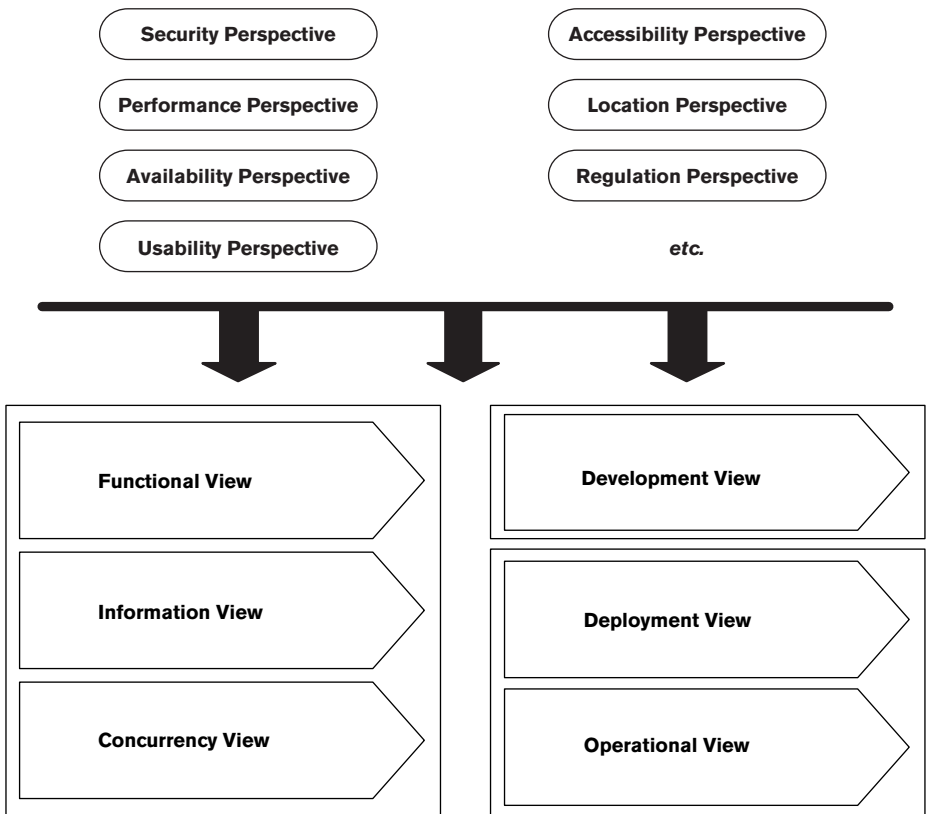 Security Perspective
Accessibility Perspective
Performance Perspective
Location Perspective
Availability Perspective
Regulation Perspective
Usability Perspective
etc.
Functional View
Development View
Information View
Deployment View
Concurrency View
Operational View